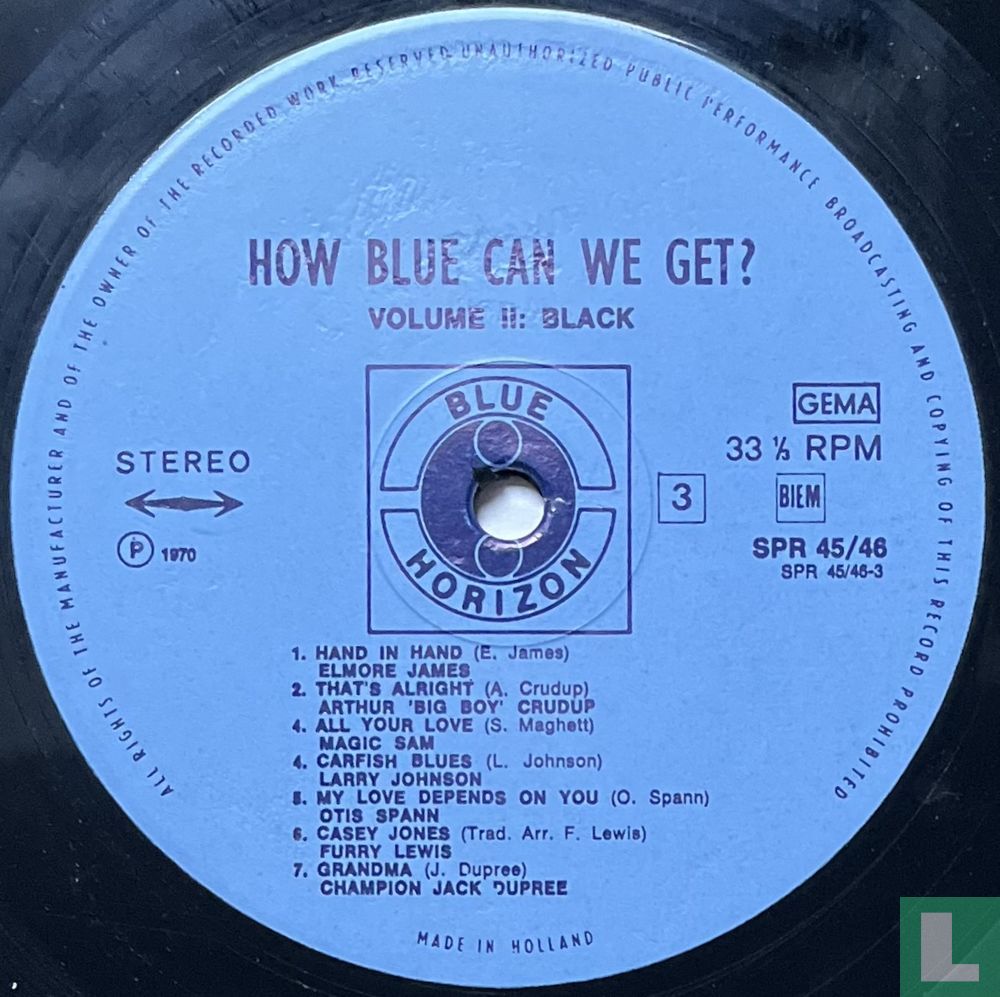 ALL RIGHTS OF THE MANUFACTURER AND OF THE OWNER OF THE RECORDED WORK RESERVED UNAUTHORIZED PUBLIC PERFORMANCE BROADCASTING AND COPYING OF THIS RECORD PROHIBITED
HOW BLUE CAN WE GET?
VOLUME II: BLACK
BLUE
HORIZON
STEREO
P 1970
GEMA
33 ⅓ RPM
3
BIEM
SPR 45/46
SPR 45/46-3
1. HAND IN HAND (E. James)
ELMORE JAMES
2. THAT'S ALRIGHT (A. Crudup)
ARTHUR 'BIG BOY' CRUDUP
4. ALL YOUR LOVE (S. Maghett)
MAGIC SAM
4. CARFISH BLUES (L. Johnson)
LARRY JOHNSON
5. MY LOVE DEPENDS ON YOU (O. Spann)
OTIS SPANN
6. CASEY JONES (Trad. Arr. F. Lewis)
FURRY LEWIS
7. GRANDMA (J. Dupree)
CHAMPION JACK DUPREE
MADE IN HOLLAND
L